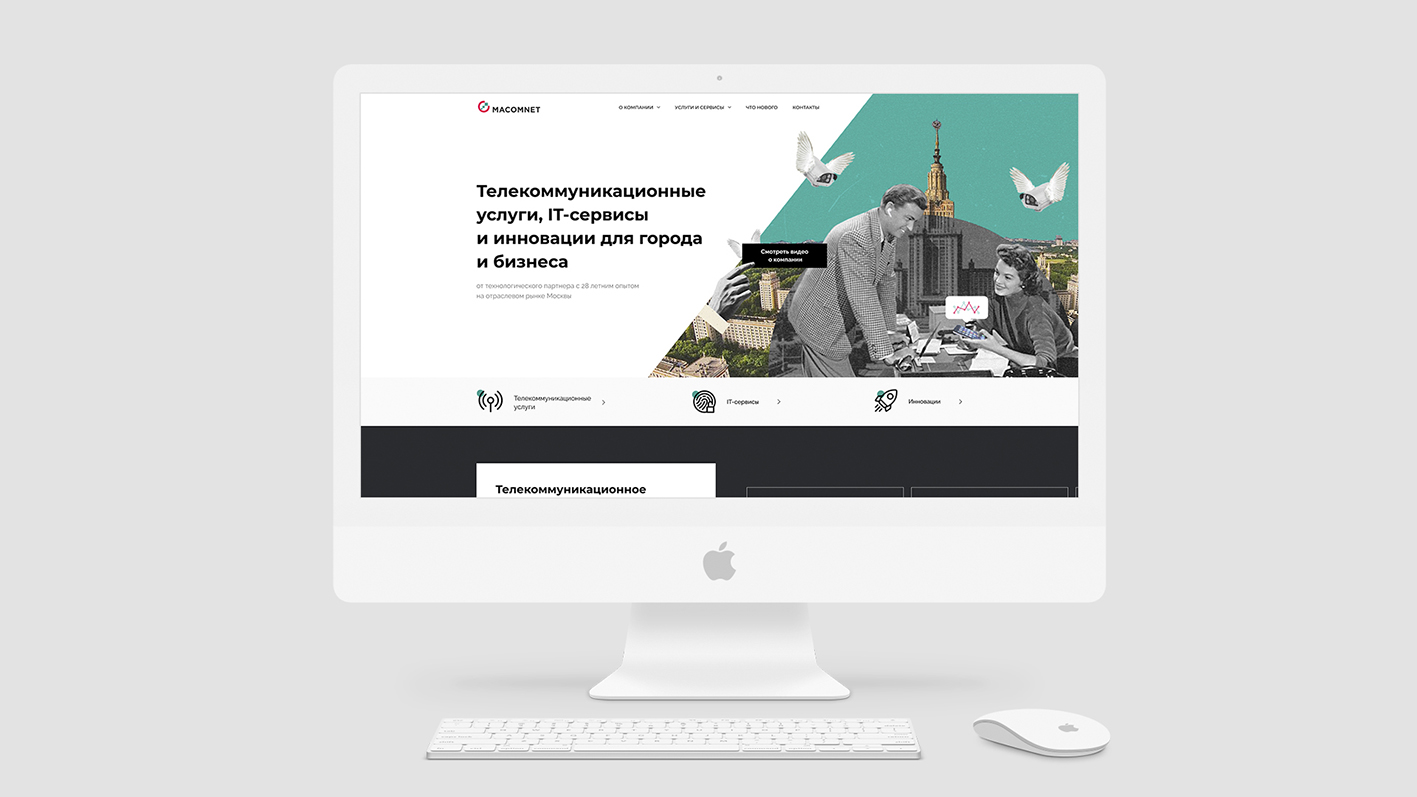 MACOMNET
О КОМПАНИИ
УСЛУГИ И СЕРВИСЫ
ЧТО НОВОГО
КОНТАКТЫ
Телекоммуникационные
услуги, IT-сервисы
и инновации для города
и бизнеса
от технологического партнера с 28 летним опытом
на отраслевом рынке Москвы
Смотреть видео
о компании
Телекоммуникационные
услуги
IT-сервисы
Инновации
Телекоммуникационное